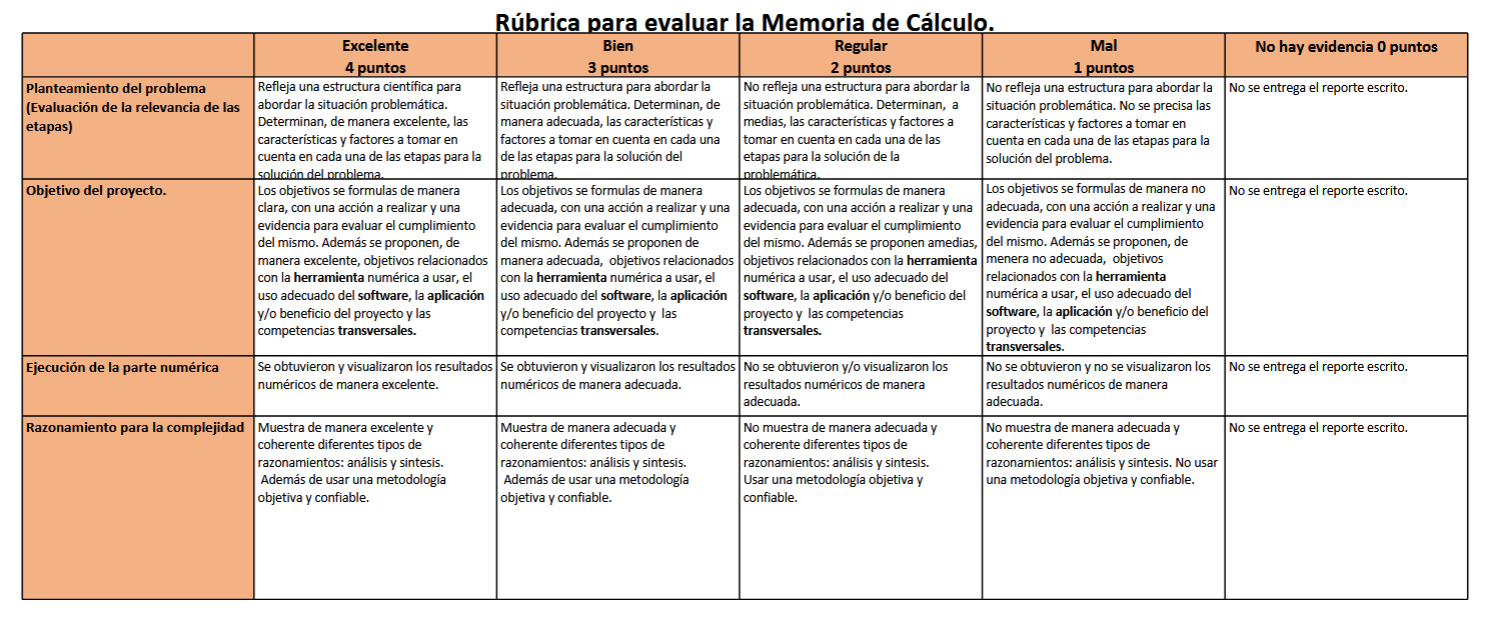 Rúbrica para evaluar la Memoria de Cálculo.
Excelente
4 puntos
Bien
3 puntos
Regular
2 puntos
Mal
1 puntos
No hay evidencia 0 puntos
Planteamiento del problema
(Evaluación de la relevancia de las
etapas)
Refleja una estructura científica para
abordar la situación problemática.
Determinan, de manera excelente, las
características y factores a tomar en
cuenta en cada una de las etapas para la
solución del problema.
Refleja una estructura para abordar la
situación problemática. Determinan, de
manera adecuada, las características y
factores a tomar en cuenta en cada una
de las etapas para la solución del
problema.
No refleja una estructura para abordar la
situación problemática. Determinan, a
medias, las características y factores a
tomar en cuenta en cada una de las
etapas para la solución de la
problemática.
No refleja una estructura para abordar la
situación problemática. No se precisa las
características y factores a tomar en
cuenta en cada una de las etapas para la
solución del problema.
No se entrega el reporte escrito.
Objetivo del proyecto.
Los objetivos se formulas de manera
clara, con una acción a realizar y una
evidencia para evaluar el cumplimiento
del mismo. Además se proponen, de
manera excelente, objetivos relacionados
con la herramienta numérica a usar, el
uso adecuado del software, la aplicación
y/o beneficio del proyecto y las
competencias transversales.
Los objetivos se formulas de manera
adecuada, con una acción a realizar y una
evidencia para evaluar el cumplimiento
del mismo. Además se proponen de
manera adecuada, objetivos relacionados
con la herramienta numérica a usar, el
uso adecuado del software, la aplicación
y/o beneficio del proyecto y las
competencias transversales.
Los objetivos se formulas de manera
adecuada, con una acción a realizar y una
evidencia para evaluar el cumplimiento
del mismo. Además se proponen amedias,
objetivos relacionados con la herramienta
numérica a usar, el uso adecuado del
software, la aplicación y/o beneficio del
proyecto y las competencias
transversales.
Los objetivos se formulas de manera no
adecuada, con una acción a realizar y una
evidencia para evaluar el cumplimiento
del mismo. Además se proponen, de
menera no adecuada, objetivos
relacionados con la herramienta
numérica a usar, el uso adecuado del
software, la aplicación y/o beneficio del
proyecto y las competencias
transversales.
No se entrega el reporte escrito.
Ejecución de la parte numérica
Se obtuvieron y visualizaron los resultados
numéricos de manera excelente.
Se obtuvieron y visualizaron los resultados
numéricos de manera adecuada.
No se obtuvieron y/o visualizaron los
resultados numéricos de manera
adecuada.
No se obtuvieron y no se visualizaron los
resultados numéricos de manera
adecuada.
No se entrega el reporte escrito.
Razonamiento para la complejidad
Muestra de manera excelente y
coherente diferentes tipos de
razonamientos: análisis y sintesis.
Además de usar una metodología
objetiva y confiable.
Muestra de manera adecuada y
coherente diferentes tipos de
razonamientos: análisis y sintesis.
Además de usar una metodología
objetiva y confiable.
No muestra de manera adecuada y
coherente diferentes tipos de
razonamientos: análisis y sintesis.
Usar una metodología objetiva y
confiable.
No muestra de manera adecuada y
coherente diferentes tipos de
razonamientos: análisis y sintesis. No usar
una metodología objetiva y confiable.
No se entrega el reporte escrito.